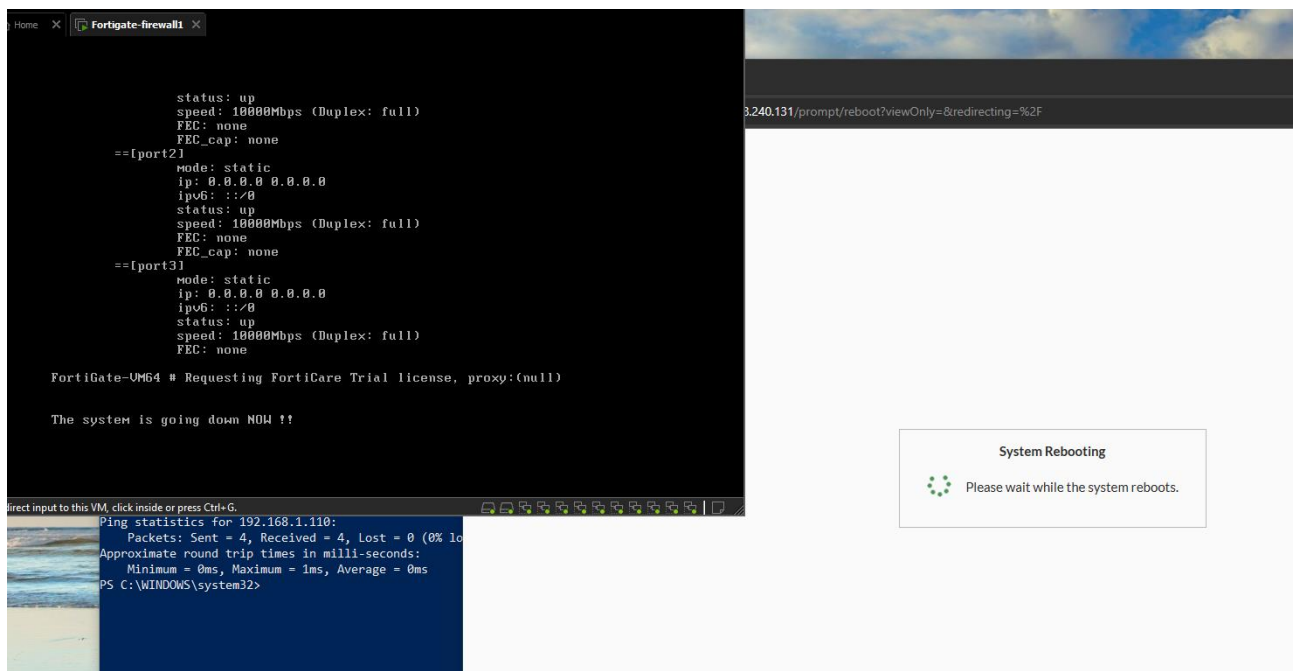 Home
Fortigate-firewall1
status: up
speed: 10000Mbps (Duplex: full)
FEC: none
FEC_cap: none
==[port2]
mode: static
ip: 0.0.0.0 0.0.0.0
ipv6: ::/0
status: up
speed: 10000Mbps (Duplex: full)
FEC: none
FEC_cap: none
==[port3]
mode: static
ip: 0.0.0.0 0.0.0.0
ipv6: ::/0
status: up
speed: 10000Mbps (Duplex: full)
FEC: none
FortiGate-VM64 # Requesting FortiCare Trial license, proxy:(null)
The system is going down NOW !!
direct input to this VM, click inside or press Ctrl+G.
Ping statistics for 192.168.1.110:
Packets: Sent = 4, Received = 4, Lost = 0 (0% lo
Approximate round trip times in milli-seconds:
Minimum = 0ms, Maximum = 1ms, Average = 0ms
PS C:\WINDOWS\system32>
3.240.131/prompt/reboot?viewOnly=&redirecting=%2F
System Rebooting
Please wait while the system reboots.